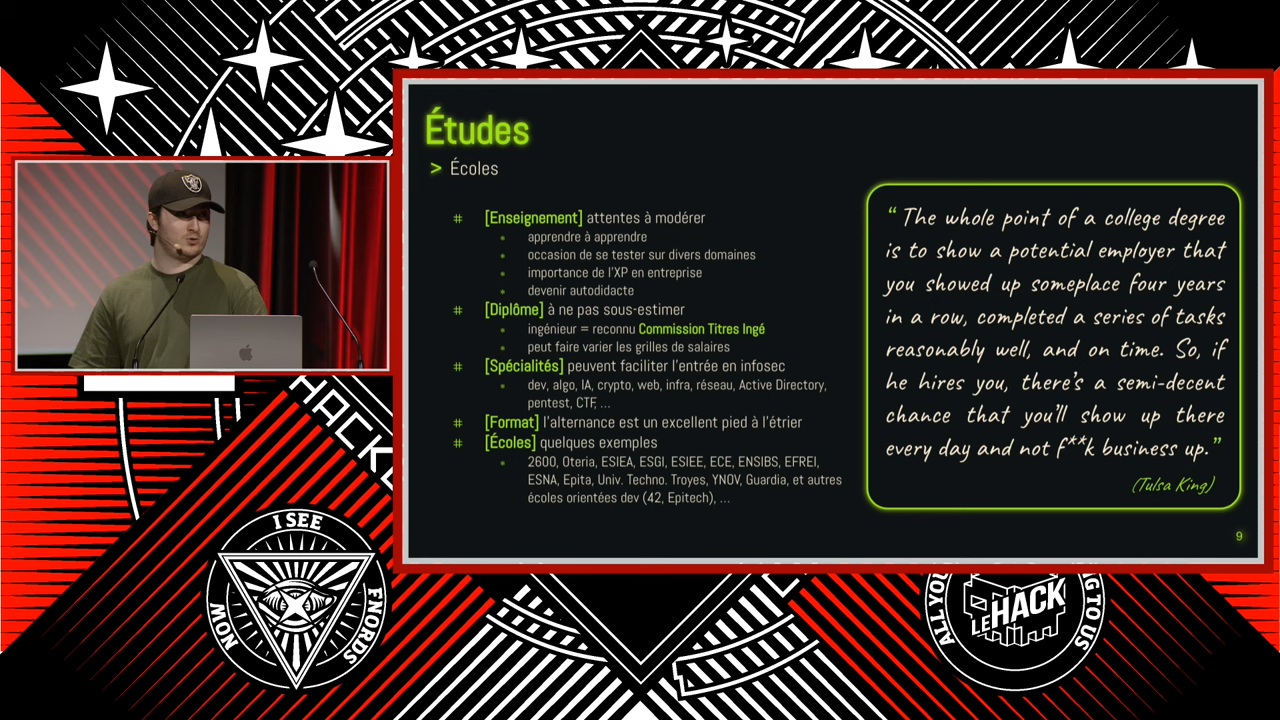 Études
> Écoles
# [Enseignement] attentes à modérer
• apprendre à apprendre
• occasion de se tester sur divers domaines
• importance de l'XP en entreprise
• devenir autodidacte
# [Diplôme] à ne pas sous-estimer
• ingénieur = reconnu Commission Titres Ingé
• peut faire varier les grilles de salaires
# [Spécialités] peuvent faciliter l'entrée en infosec
• dev, algo, IA, crypto, web, infra, réseau, Active Directory,
pentest, CTF, ...
# [Format] l'alternance est un excellent pied à l'étrier
# [Écoles] quelques exemples
• 2600, Oteria, ESIEA, ESGI, ESIEE, ECE, ENSIBS, EFREI,
ESNA, Epita, Univ. Techno. Troyes, YNOV, Guardia, et autres
écoles orientées dev (42, Epitech), ...
“ The whole point of a college degree
is to show a potential employer that
you showed up someplace four years
in a row, completed a series of tasks
reasonably well, and on time. So, if
he hires you, there's a semi-decent
chance that you'll show up there
every day and not f**k business up.”
(Tulsa King)
9
I SEE
FNORDS
NOW
LEHACK
ALL YO
NG TO US